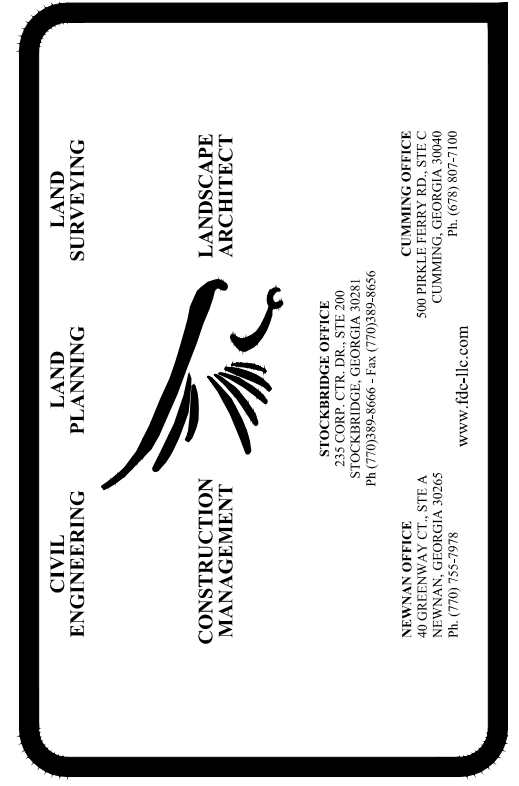 CIVIL
ENGINEERING
LAND
PLANNING
LAND
SURVEYING
CONSTRUCTION
MANAGEMENT
LANDSCAPE
ARCHITECT
STOCKBRIDGE OFFICE
235 CORP. CTR. DR., STE 200
STOCKBRIDGE, GEORGIA 30281
Ph (770)389-8666 - Fax (770)389-8656
NEWNAN OFFICE
40 GREENWAY CT., STE A
NEWNAN, GEORGIA 30265
Ph. (770) 755-7978
CUMMING OFFICE
500 PIRKLE FERRY RD., STE C
CUMMING, GEORGIA 30040
Ph. (678) 807-7100
www.fdc-llc.com